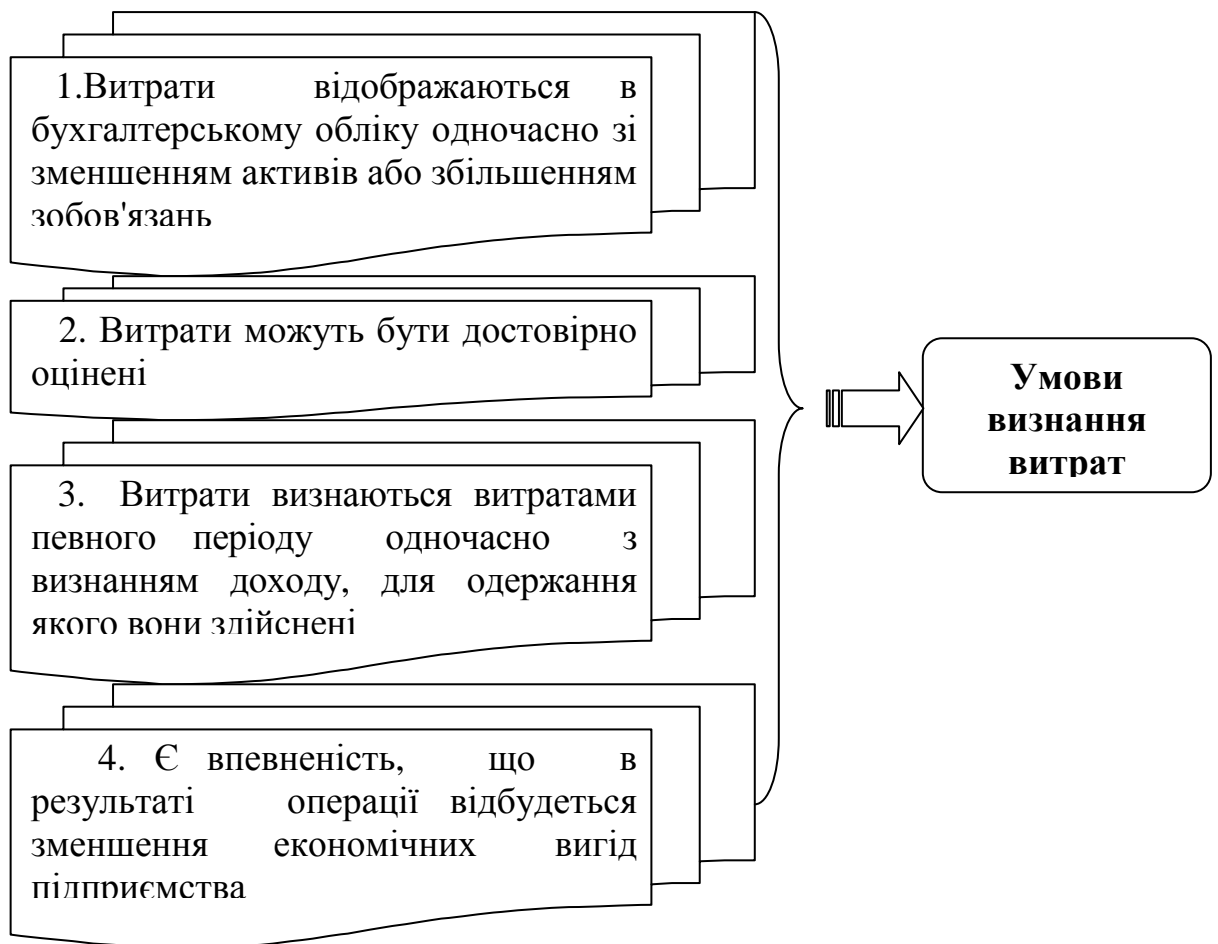 1.Витрати відображаються в
бухгалтерському обліку одночасно зі
зменшенням активів або збільшенням
зобов'язань
2. Витрати можуть бути достовірно
оцінені
3. Витрати визнаються витратами
певного періоду одночасно з
визнанням доходу, для одержання
якого вони здійснені
4. Є впевненість, що в
результаті операції відбудеться
зменшення економічних вигід
підприємства
Умови
визнання
витрат